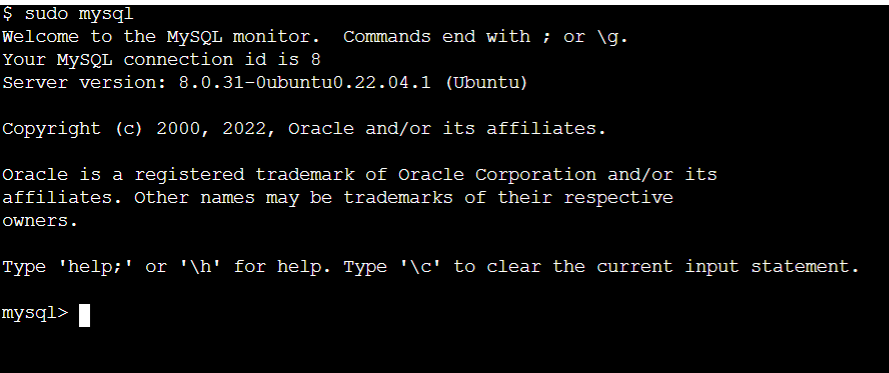 $ sudo mysql
Welcome to the MySQL monitor.  Commands end with ; or \g.
Your MySQL connection id is 8
Server version: 8.0.31-0ubuntu0.22.04.1 (Ubuntu)
Copyright (c) 2000, 2022, Oracle and/or its affiliates.
Oracle is a registered trademark of Oracle Corporation and/or its
affiliates. Other names may be trademarks of their respective
owners.
Type 'help;' or '\h' for help. Type '\c' to clear the current input statement.
mysql>